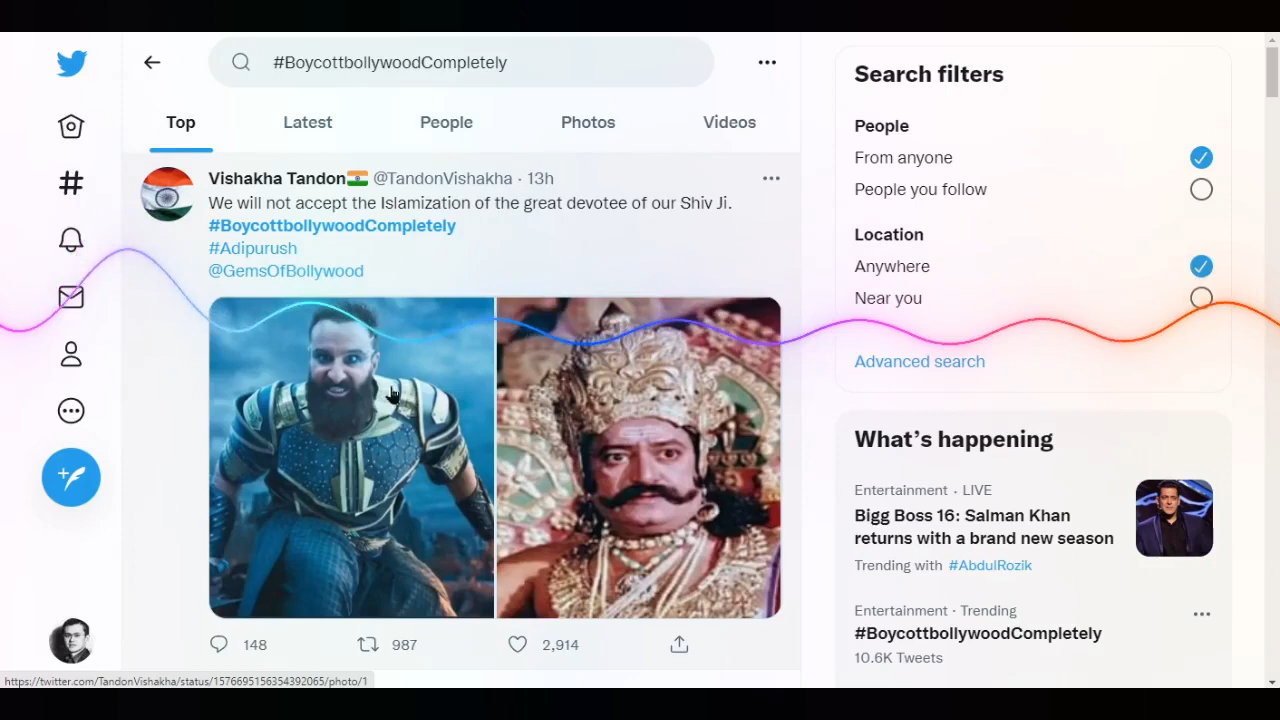 #BoycottbollywoodCompletely
Top Latest People Photos Videos
Vishakha Tandon @TandonVishakha · 13h
We will not accept the Islamization of the great devotee of our Shiv Ji.
#BoycottbollywoodCompletely
#Adipurush
@GemsOfBollywood
148 987 2,914
Search filters
People
From anyone
People you follow
Location
Anywhere
Near you
Advanced search
What's happening
Entertainment · LIVE
Bigg Boss 16: Salman Khan
returns with a brand new season
Trending with #AbdulRozik
Entertainment · Trending
#BoycottbollywoodCompletely
10.6K Tweets
https://twitter.com/TandonVishakha/status/1576695156354392065/photo/1